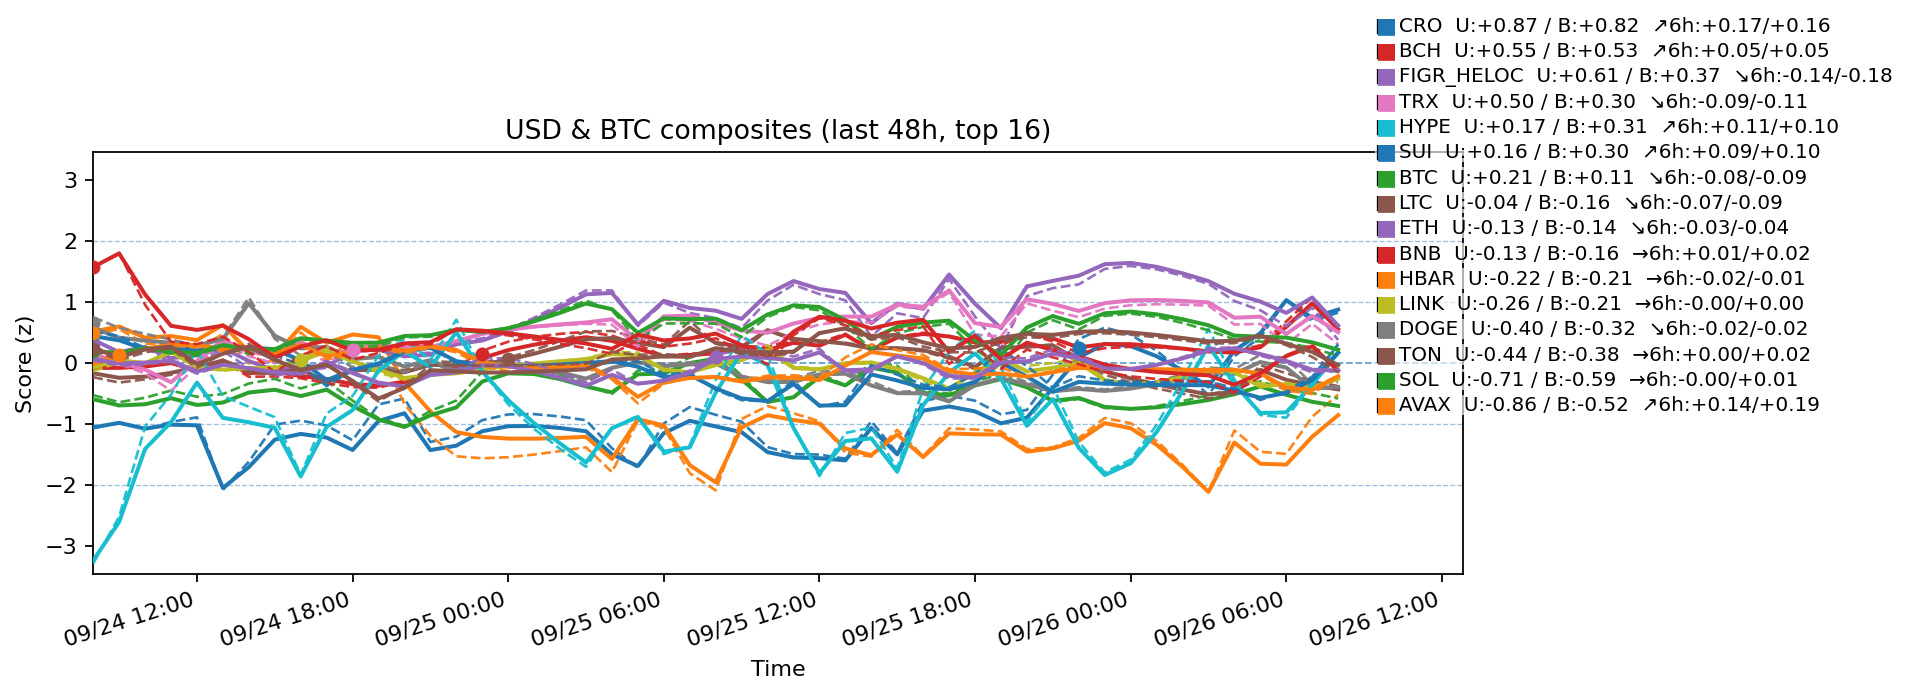 CRO U:+0.87 / B:+0.82 ↗6h:+0.17/+0.16
BCH U:+0.55 / B:+0.53 ↗6h:+0.05/+0.05
FIGR_HELOC U:+0.61 / B:+0.37 ↘6h:-0.14/-0.18
TRX U:+0.50 / B:+0.30 ↘6h:-0.09/-0.11
HYPE U:+0.17 / B:+0.31 ↗6h:+0.11/+0.10
SUI U:+0.16 / B:+0.30 ↗6h:+0.09/+0.10
BTC U:+0.21 / B:+0.11 ↘6h:-0.08/-0.09
LTC U:-0.04 / B:-0.16 ↘6h:-0.07/-0.09
ETH U:-0.13 / B:-0.14 ↘6h:-0.03/-0.04
BNB U:-0.13 / B:-0.16 →6h:+0.01/+0.02
HBAR U:-0.22 / B:-0.21 →6h:-0.02/-0.01
LINK U:-0.26 / B:-0.21 →6h:-0.00/+0.00
DOGE U:-0.40 / B:-0.32 ↘6h:-0.02/-0.02
TON U:-0.44 / B:-0.38 →6h:+0.00/+0.02
SOL U:-0.71 / B:-0.59 →6h:-0.00/+0.01
AVAX U:-0.86 / B:-0.52 ↗6h:+0.14/+0.19
USD & BTC composites (last 48h, top 16)
Score (z)
3
2
1
0
−1
−2
−3
09/24 12:00
09/24 18:00
09/25 00:00
09/25 06:00
09/25 12:00
09/25 18:00
09/26 00:00
09/26 06:00
09/26 12:00
Time